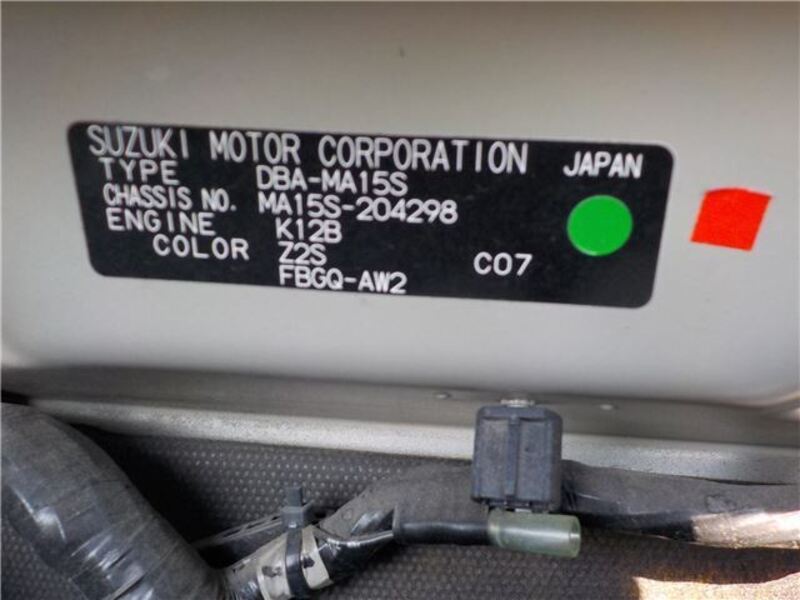 SUZUKI MOTOR CORPORATION JAPAN
TYPE DBA-MA15S
CHASSIS NO. MA15S-204298
ENGINE K12B
COLOR Z2S C07
FBGQ-AW2